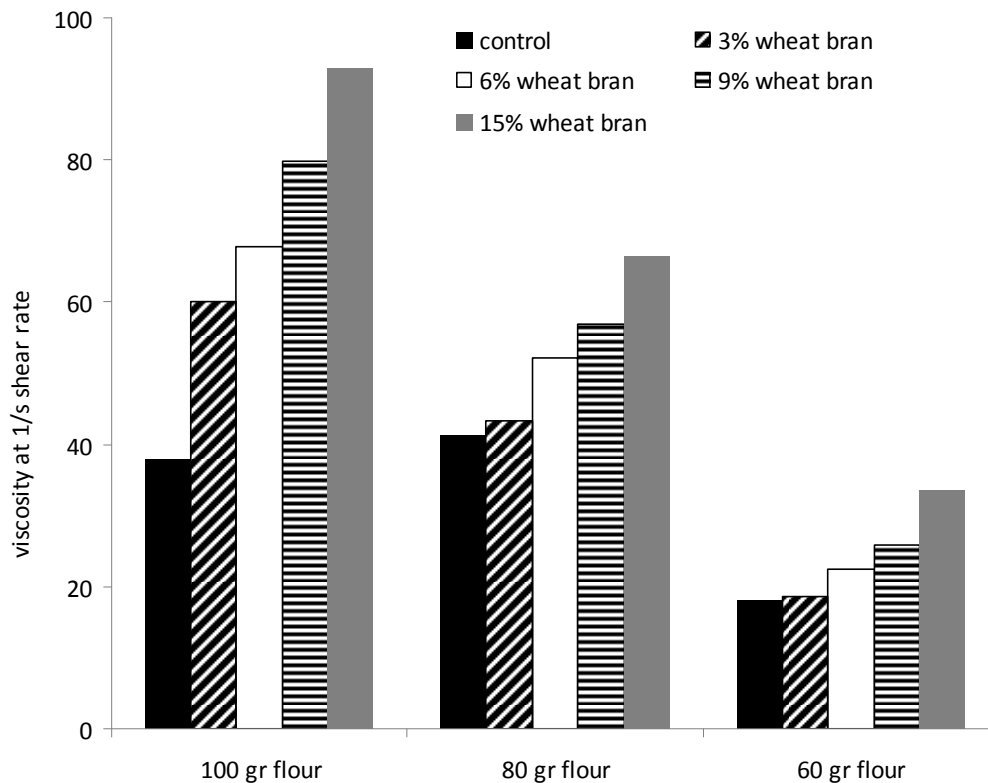 100
80
60
40
20
0
viscosity at 1/s shear rate
control
3% wheat bran
6% wheat bran
9% wheat bran
15% wheat bran
100 gr flour
80 gr flour
60 gr flour